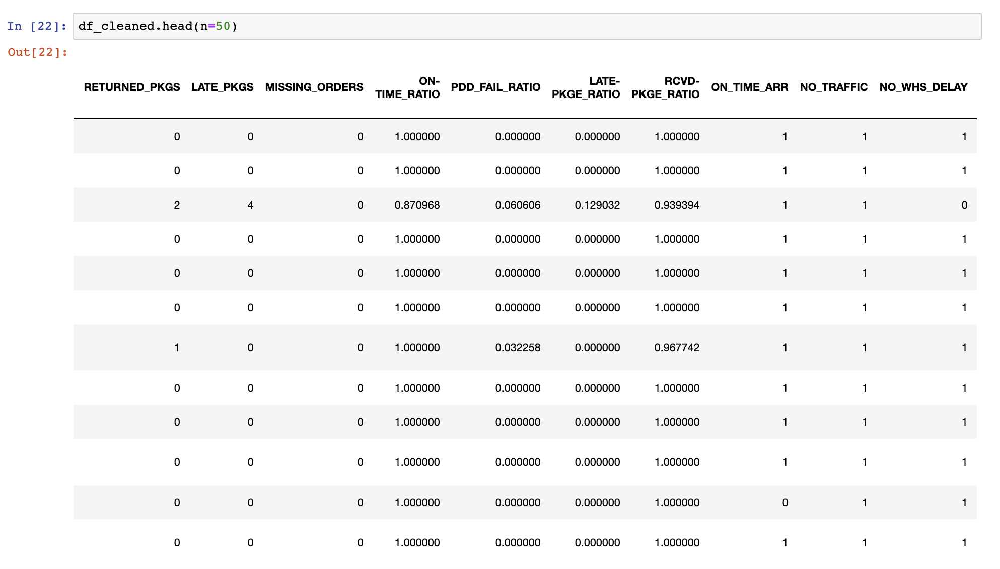 In [22]: df_cleaned.head(n=50)
Out[22]:
RETURNED_PKGS LATE_PKGS MISSING_ORDERS ON-TIME_RATIO PDD_FAIL_RATIO LATE-PKGE_RATIO RCVD-PKGE_RATIO ON_TIME_ARR NO_TRAFFIC NO_WHS_DELAY
0 0 0 1.000000 0.000000 0.000000 1.000000 1 1 1
0 0 0 1.000000 0.000000 0.000000 1.000000 1 1 1
2 4 0 0.870968 0.060606 0.129032 0.939394 1 1 0
0 0 0 1.000000 0.000000 0.000000 1.000000 1 1 1
0 0 0 1.000000 0.000000 0.000000 1.000000 1 1 1
0 0 0 1.000000 0.000000 0.000000 1.000000 1 1 1
1 0 0 1.000000 0.032258 0.000000 0.967742 1 1 1
0 0 0 1.000000 0.000000 0.000000 1.000000 1 1 1
0 0 0 1.000000 0.000000 0.000000 1.000000 1 1 1
0 0 0 1.000000 0.000000 0.000000 1.000000 1 1 1
0 0 0 1.000000 0.000000 0.000000 1.000000 0 1 1
0 0 0 1.000000 0.000000 0.000000 1.000000 1 1 1